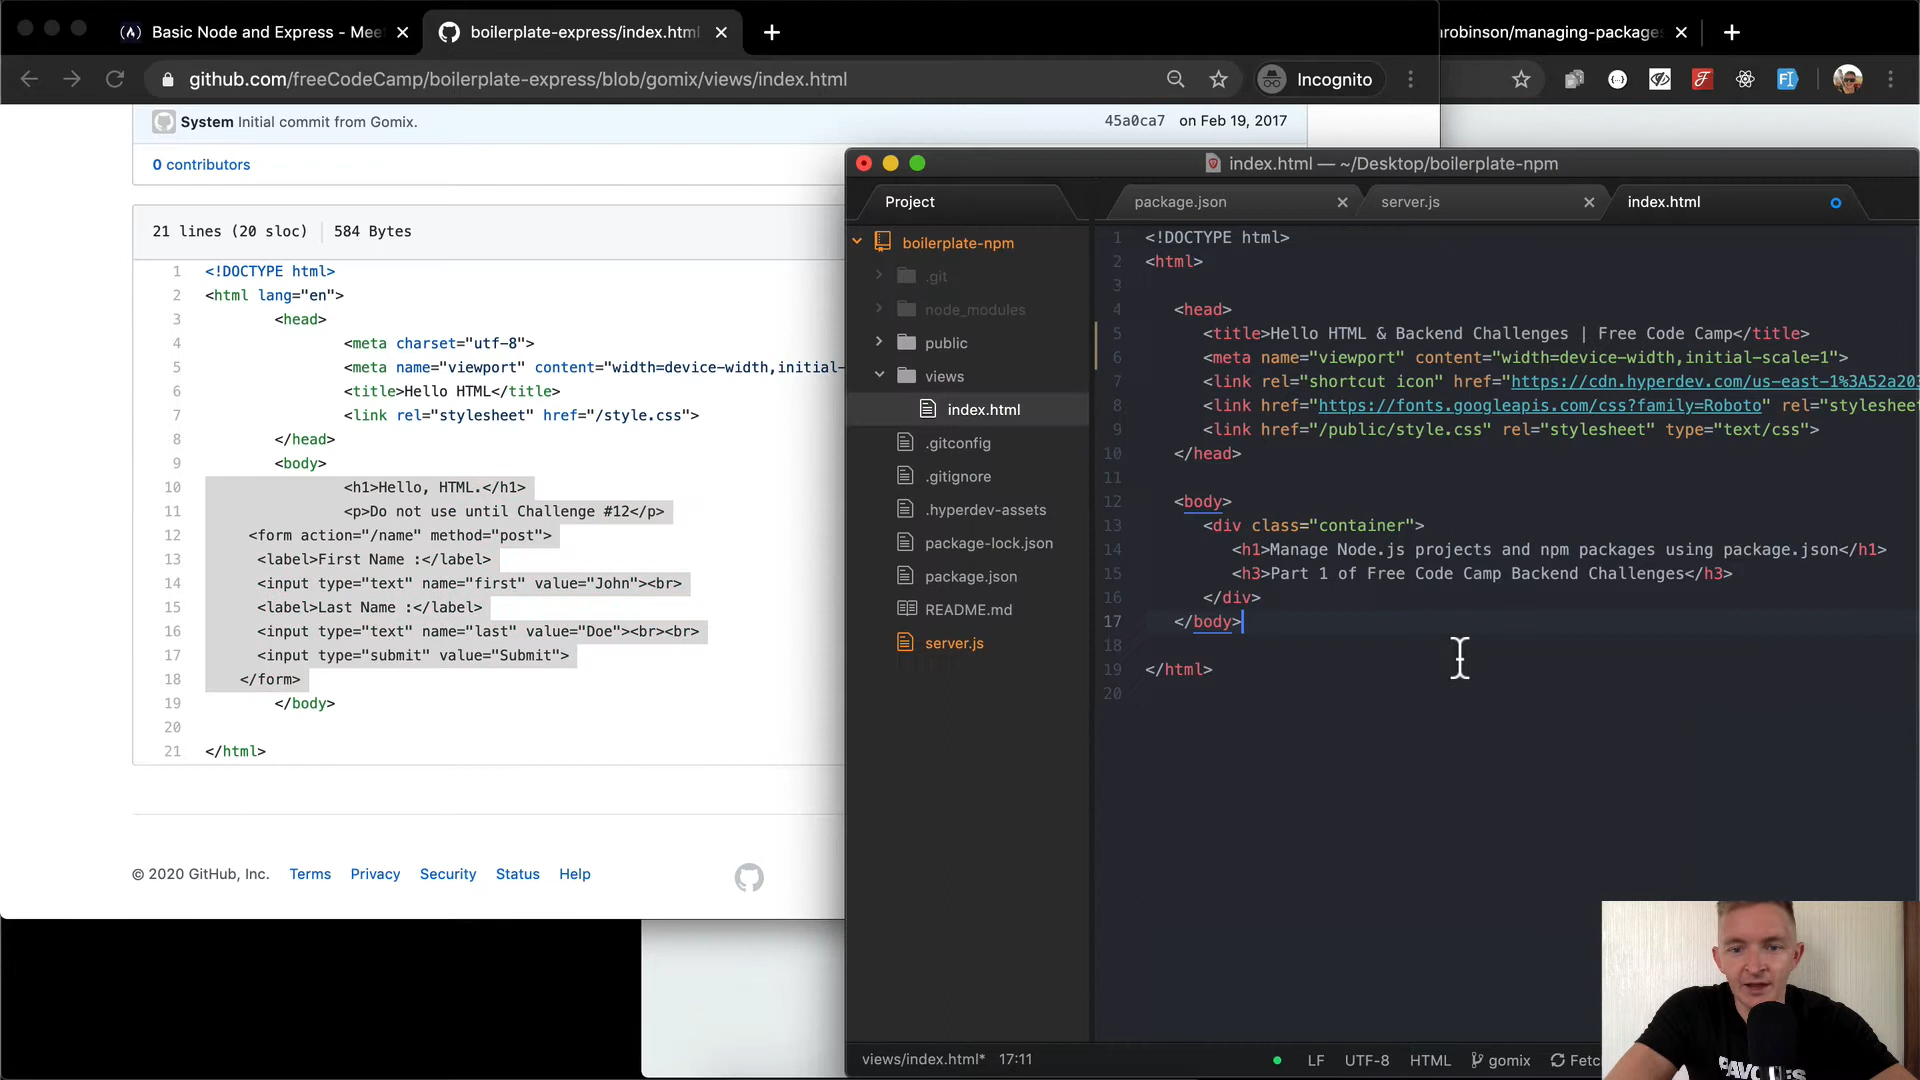 Basic Node and Express - Mee
boilerplate-express/index.html
robinson/managing-packages
github.com/freeCodeCamp/boilerplate-express/blob/gomix/views/index.html
Incognito
System Initial commit from Gomix.
45a0ca7 on Feb 19, 2017
0 contributors
21 lines (20 sloc)
584 Bytes
1 <!DOCTYPE html>
2 <html lang="en">
3 <head>
4 <meta charset="utf-8">
5 <meta name="viewport" content="width=device-width,initial-
6 <title>Hello HTML</title>
7 <link rel="stylesheet" href="/style.css">
8 </head>
9 <body>
10 <h1>Hello, HTML.</h1>
11 <p>Do not use until Challenge #12</p>
12 <form action="/name" method="post">
13 <label>First Name :</label>
14 <input type="text" name="first" value="John"><br>
15 <label>Last Name :</label>
16 <input type="text" name="last" value="Doe"><br><br>
17 <input type="submit" value="Submit">
18 </form>
19 </body>
20
21 </html>
© 2020 GitHub, Inc.
Terms
Privacy
Security
Status
Help
index.html — ~/Desktop/boilerplate-npm
Project
package.json
server.js
index.html
boilerplate-npm
.git
node_modules
public
views
index.html
.gitconfig
.gitignore
.hyperdev-assets
package-lock.json
package.json
README.md
server.js
1 <!DOCTYPE html>
2 <html>
3
4 <head>
5 <title>Hello HTML & Backend Challenges | Free Code Camp</title>
6 <meta name="viewport" content="width=device-width,initial-scale=1">
7 <link rel="shortcut icon" href="https://cdn.hyperdev.com/us-east-1%3A52a203
8 <link href="https://fonts.googleapis.com/css?family=Roboto" rel="stylesheet
9 <link href="/public/style.css" rel="stylesheet" type="text/css">
10 </head>
11
12 <body>
13 <div class="container">
14 <h1>Manage Node.js projects and npm packages using package.json</h1>
15 <h3>Part 1 of Free Code Camp Backend Challenges</h3>
16 </div>
17 </body>
18
19 </html>
20
views/index.html* 17:11
LF
UTF-8
HTML
gomix
Fetc